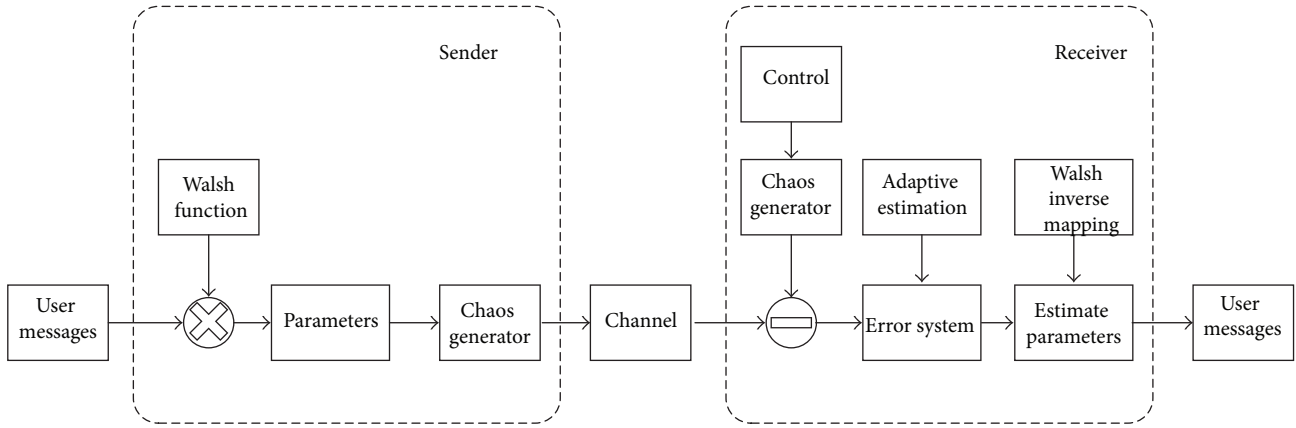 Sender
Receiver
Control
Walsh
function
Chaos
generator
Adaptive
estimation
Walsh
inverse
mapping
User
messages
Parameters
Chaos
generator
Channel
Error system
Estimate
parameters
User
messages